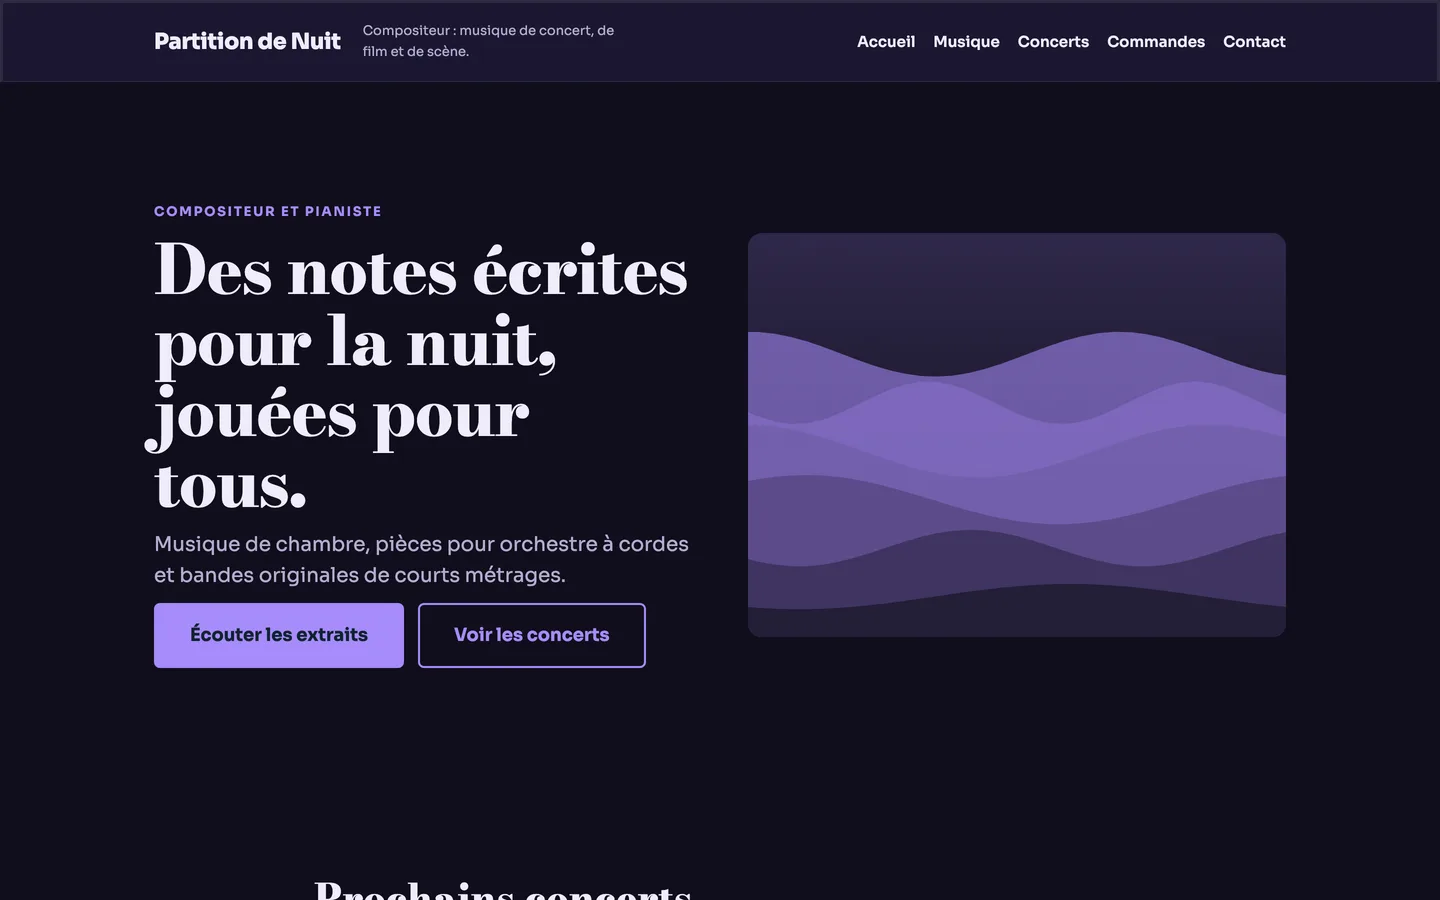 Partition de Nuit
Compositeur : musique de concert, de
film et de scène.
Accueil Musique Concerts Commandes Contact
COMPOSITEUR ET PIANISTE
Des notes écrites
pour la nuit,
jouées pour
tous.
Musique de chambre, pièces pour orchestre à cordes
et bandes originales de courts métrages.
Écouter les extraits Voir les concerts
Prochains concerts